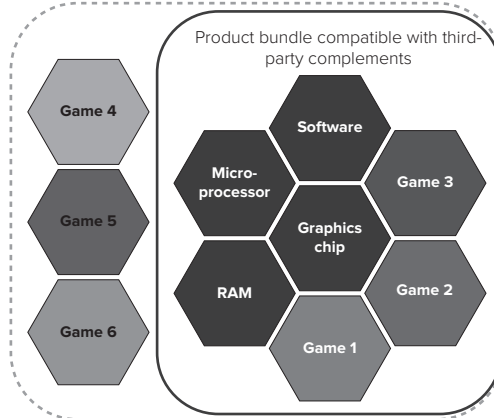 Product bundle compatible with third-
party complements
Game 4
Game 5
Game 6
Software
Micro-
processor
Game 3
Graphics
chip
RAM
Game 2
Game 1